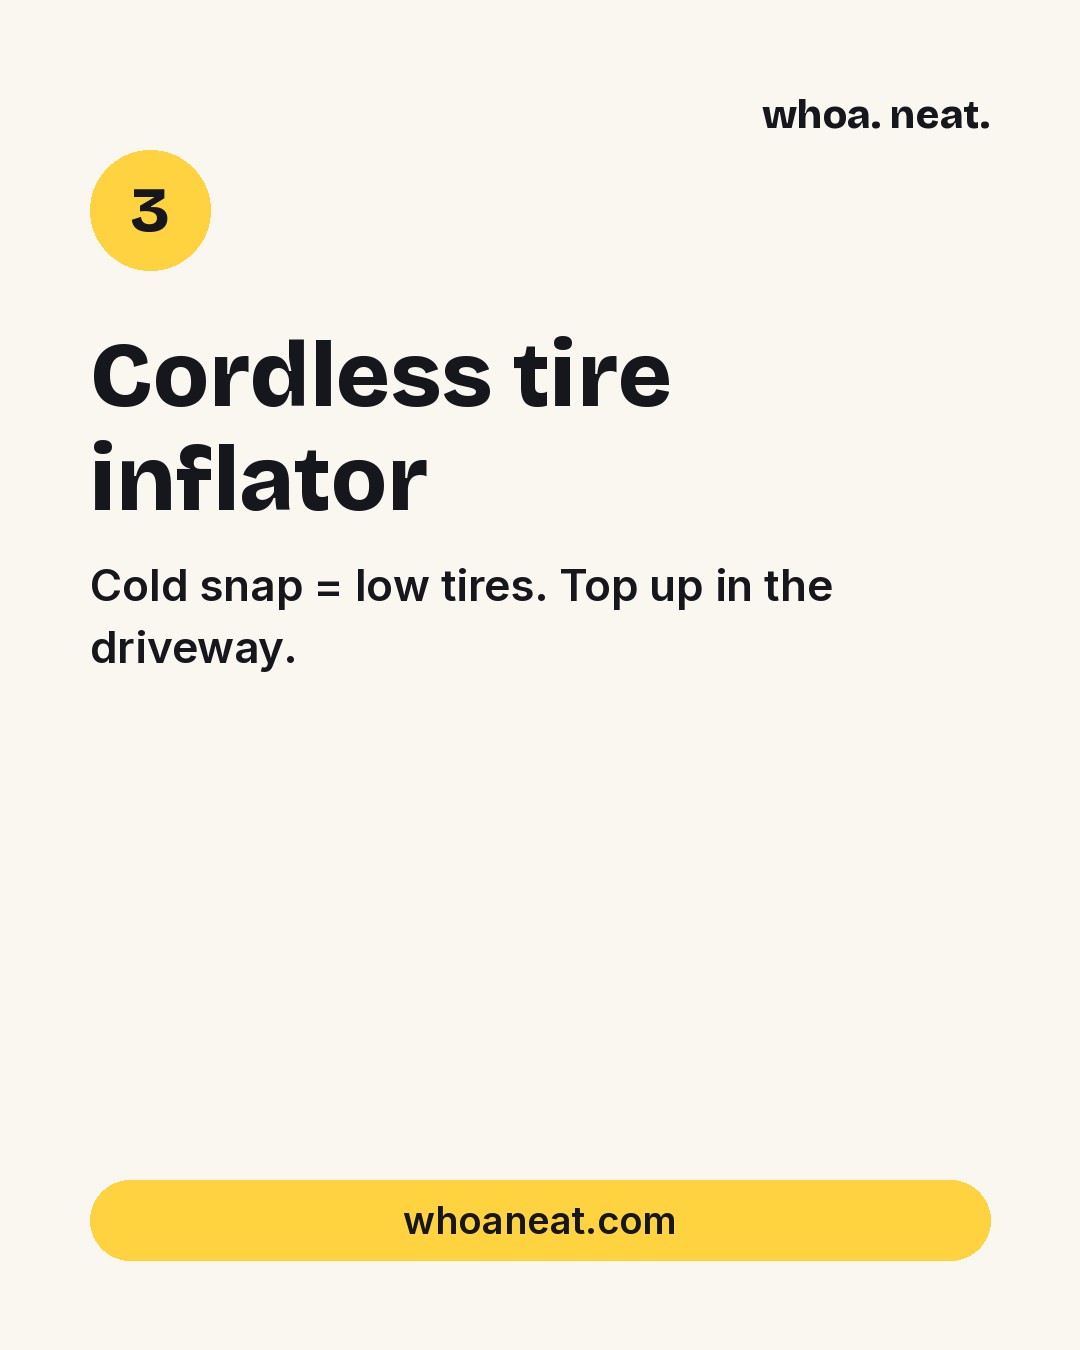 whoa. neat.
3
Cordless tire
inflator
Cold snap = low tires. Top up in the
driveway.
whoaneat.com